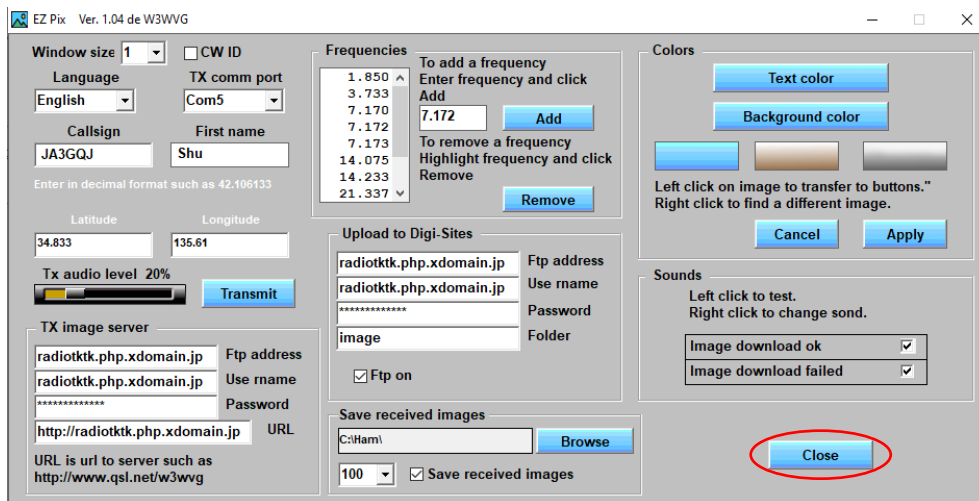 EZ Pix Ver. 1.04 de W3WVG
Window size 1
CW ID
Language
TX comm port
English
Com5
Callsign
First name
JA3GQJ
Shu
Enter in decimal format such as 42.106133
Latitude
Longitude
34.833
135.61
Tx audio level 20%
Transmit
TX image server
radiotktk.php.xdomain.jp Ftp address
radiotktk.php.xdomain.jp Use rname
************* Password
http://radiotktk.php.xdomain.jp URL
URL is url to server such as
http://www.qsl.net/w3wvg
Frequencies
1.850
3.733
7.170
7.172
7.173
14.075
14.233
21.337
To add a frequency
Enter frequency and click
Add
7.172
Add
To remove a frequency
Highlight frequency and click
Remove
Remove
Upload to Digi-Sites
radiotktk.php.xdomain.jp Ftp address
radiotktk.php.xdomain.jp Use rname
************* Password
image Folder
Ftp on
Save received images
C:\Ham\
Browse
100
Save received images
Colors
Text color
Background color
Left click on image to transfer to buttons."
Right click to find a different image.
Cancel
Apply
Sounds
Left click to test.
Right click to change sond.
Image download ok
Image download failed
Close